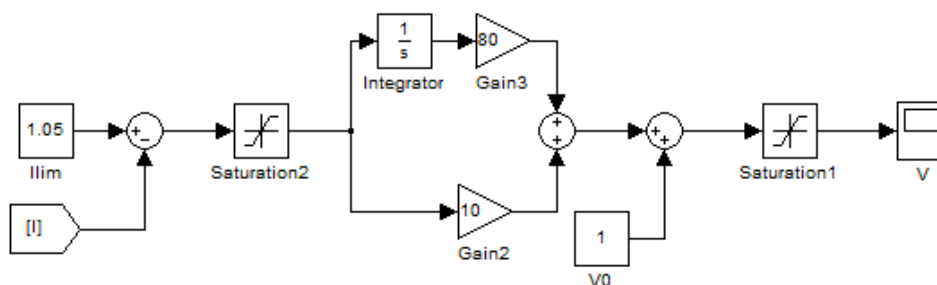 1
s
Integrator
80
Gain3
1.05
Ilim
+
−
Saturation2
[I]
10
Gain2
+
+
+
+
1
V0
Saturation1
V